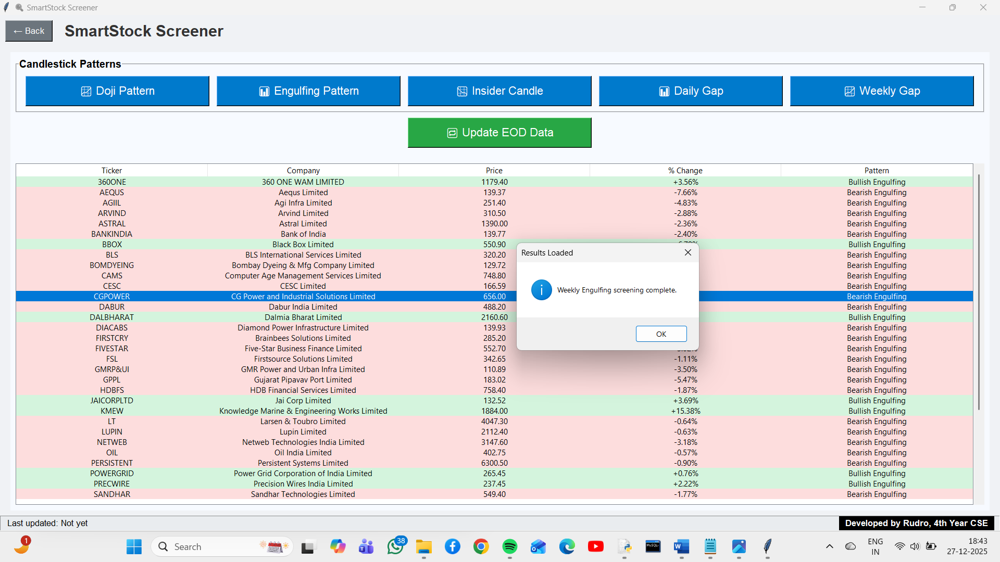 SmartStock Screener
← Back
SmartStock Screener
Candlestick Patterns
Doji Pattern
Engulfing Pattern
Insider Candle
Daily Gap
Weekly Gap
Update EOD Data
Ticker Company Price % Change Pattern
360ONE 360 ONE WAM LIMITED 1179.40 +3.56% Bullish Engulfing
AEQUS Aequs Limited 139.37 -7.66% Bearish Engulfing
AGIIL Agi Infra Limited 251.40 -4.83% Bearish Engulfing
ARVIND Arvind Limited 310.50 -2.88% Bearish Engulfing
ASTRAL Astral Limited 1390.00 -2.36% Bearish Engulfing
BANKINDIA Bank of India 139.77 -2.40% Bearish Engulfing
BBOX Black Box Limited 550.90 Bullish Engulfing
BLS BLS International Services Limited 320.20 Bearish Engulfing
BOMDYEING Bombay Dyeing & Mfg Company Limited 129.72 Bearish Engulfing
CAMS Computer Age Management Services Limited 748.80 Bearish Engulfing
CESC CESC Limited 166.59 Bearish Engulfing
CGPOWER CG Power and Industrial Solutions Limited 656.00 Bearish Engulfing
DABUR Dabur India Limited 488.20 Bearish Engulfing
DALBHARAT Dalmia Bharat Limited 2160.60 Bullish Engulfing
DIACABS Diamond Power Infrastructure Limited 139.93 Bearish Engulfing
FIRSTCRY Brainbees Solutions Limited 285.20 Bearish Engulfing
FIVESTAR Five-Star Business Finance Limited 552.70 Bearish Engulfing
FSL Firstsource Solutions Limited 342.65 -1.11% Bearish Engulfing
GMRP&UI GMR Power and Urban Infra Limited 110.89 -3.50% Bearish Engulfing
GPPL Gujarat Pipavav Port Limited 183.02 -5.47% Bearish Engulfing
HDBFS HDB Financial Services Limited 758.40 -1.87% Bearish Engulfing
JAICORPLTD Jai Corp Limited 132.52 +3.69% Bullish Engulfing
KMEW Knowledge Marine & Engineering Works Limited 1884.00 +15.38% Bullish Engulfing
LT Larsen & Toubro Limited 4047.30 -0.64% Bearish Engulfing
LUPIN Lupin Limited 2112.40 -0.63% Bearish Engulfing
NETWEB Netweb Technologies India Limited 3147.60 -3.18% Bearish Engulfing
OIL Oil India Limited 402.75 -0.57% Bearish Engulfing
PERSISTENT Persistent Systems Limited 6300.50 -0.90% Bearish Engulfing
POWERGRID Power Grid Corporation of India Limited 265.45 +0.76% Bullish Engulfing
PRECWIRE Precision Wires India Limited 237.45 +2.22% Bullish Engulfing
SANDHAR Sandhar Technologies Limited 549.40 -1.77% Bearish Engulfing
Results Loaded
Weekly Engulfing screening complete.
OK
Last updated: Not yet
Developed by Rudro, 4th Year CSE
1
Search
38
MySQL
ENG
IN
18:43
27-12-2025